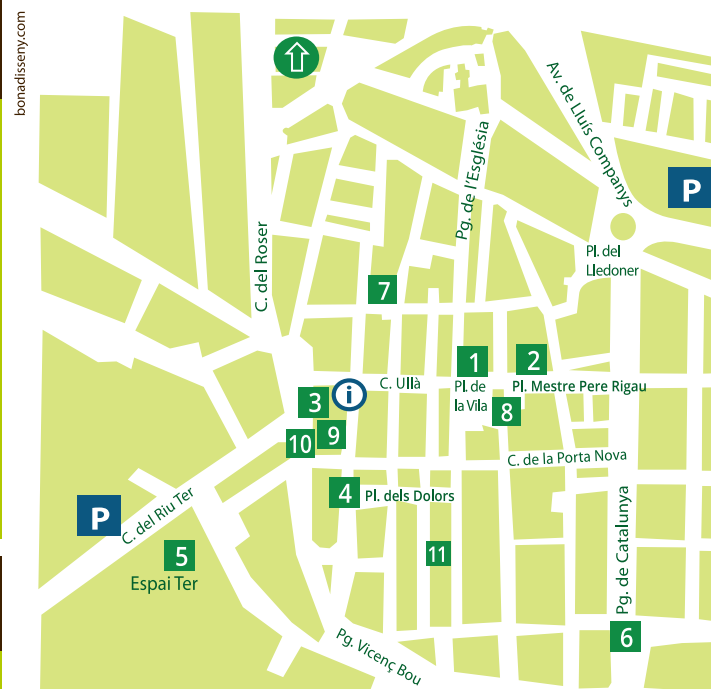 bonadisseny.com
Pg. de l'Església
Av. de Lluís Companys
P
C. del Roser
Pl. del
Lledoner
7
1
2
C. Ullà
i
Pl. de
la Vila
Pl. Mestre Pere Rigau
3
8
9
10
C. de la Porta Nova
4
Pl. dels Dolors
P
C. del Riu Ter
5
Espai Ter
11
Pg. de Catalunya
6
Pg. Vicenç Bou